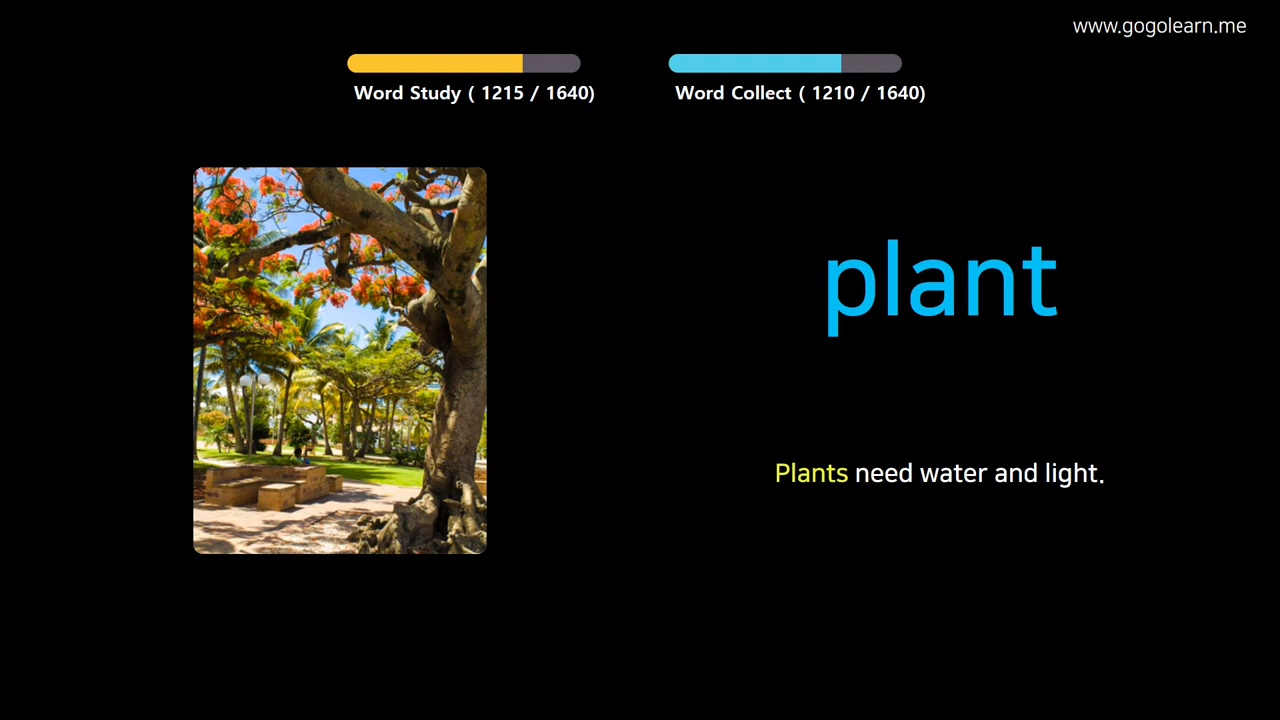 www.gogolearn.me
Word Study ( 1215 / 1640)
Word Collect ( 1210 / 1640)
plant
Plants need water and light.